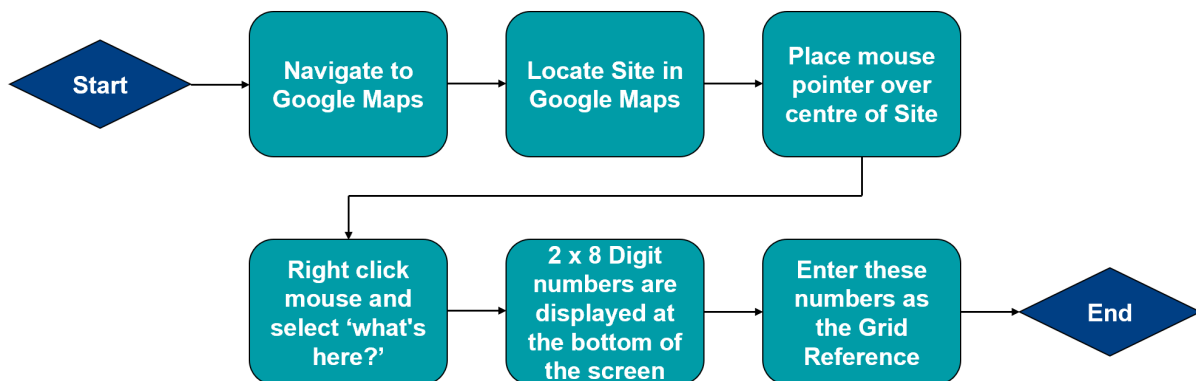 Start
Navigate to
Google Maps
Locate Site in
Google Maps
Place mouse
pointer over
centre of Site
Right click
mouse and
select ‘what's
here?’
2 x 8 Digit
numbers are
displayed at
the bottom of
the screen
Enter these
numbers as
the Grid
Reference
End